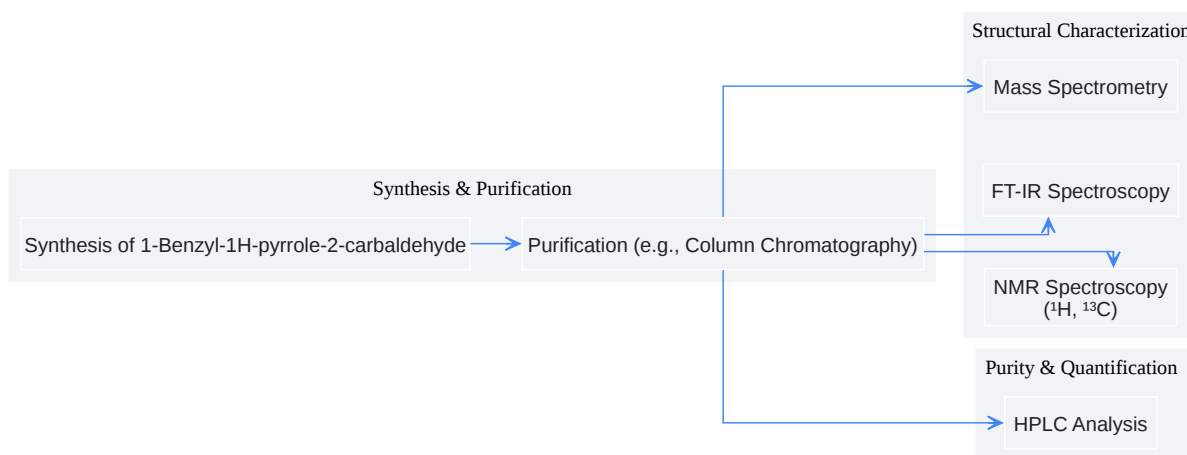 Structural Characterization
Mass Spectrometry
FT-IR Spectroscopy
Synthesis & Purification
Synthesis of 1-Benzyl-1H-pyrrole-2-carbaldehyde
Purification (e.g., Column Chromatography)
NMR Spectroscopy
(¹H, ¹³C)
Purity & Quantification
HPLC Analysis